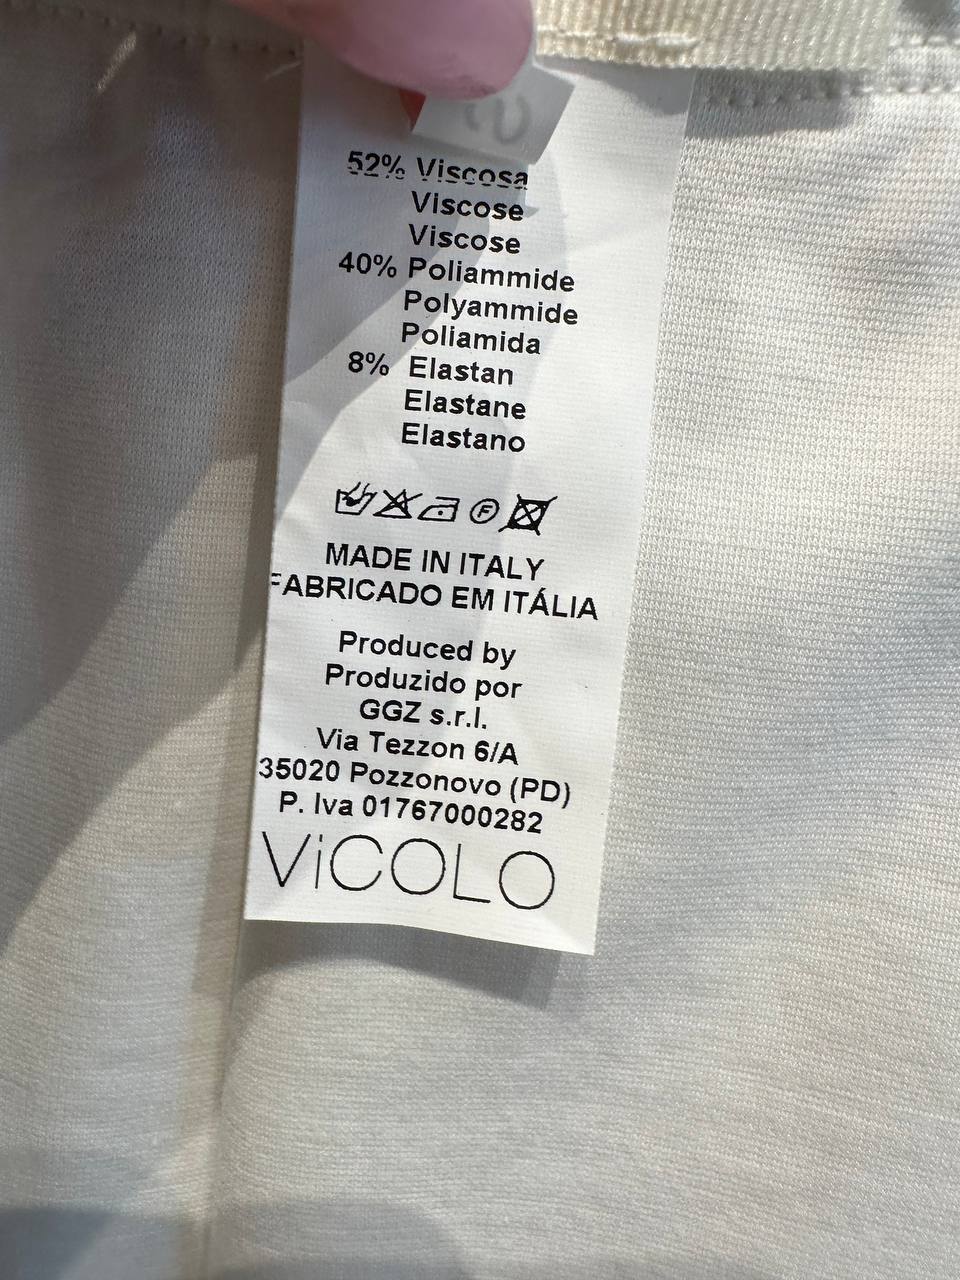 52% Viscosa
Viscose
Viscose
40% Poliammide
Polyammide
Poliamida
8% Elastan
Elastane
Elastano
F
MADE IN ITALY
FABRICADO EM ITÁLIA
Produced by
Produzido por
GGZ s.r.l.
Via Tezzon 6/A
35020 Pozzonovo (PD)
P. Iva 01767000282
ViCOLO